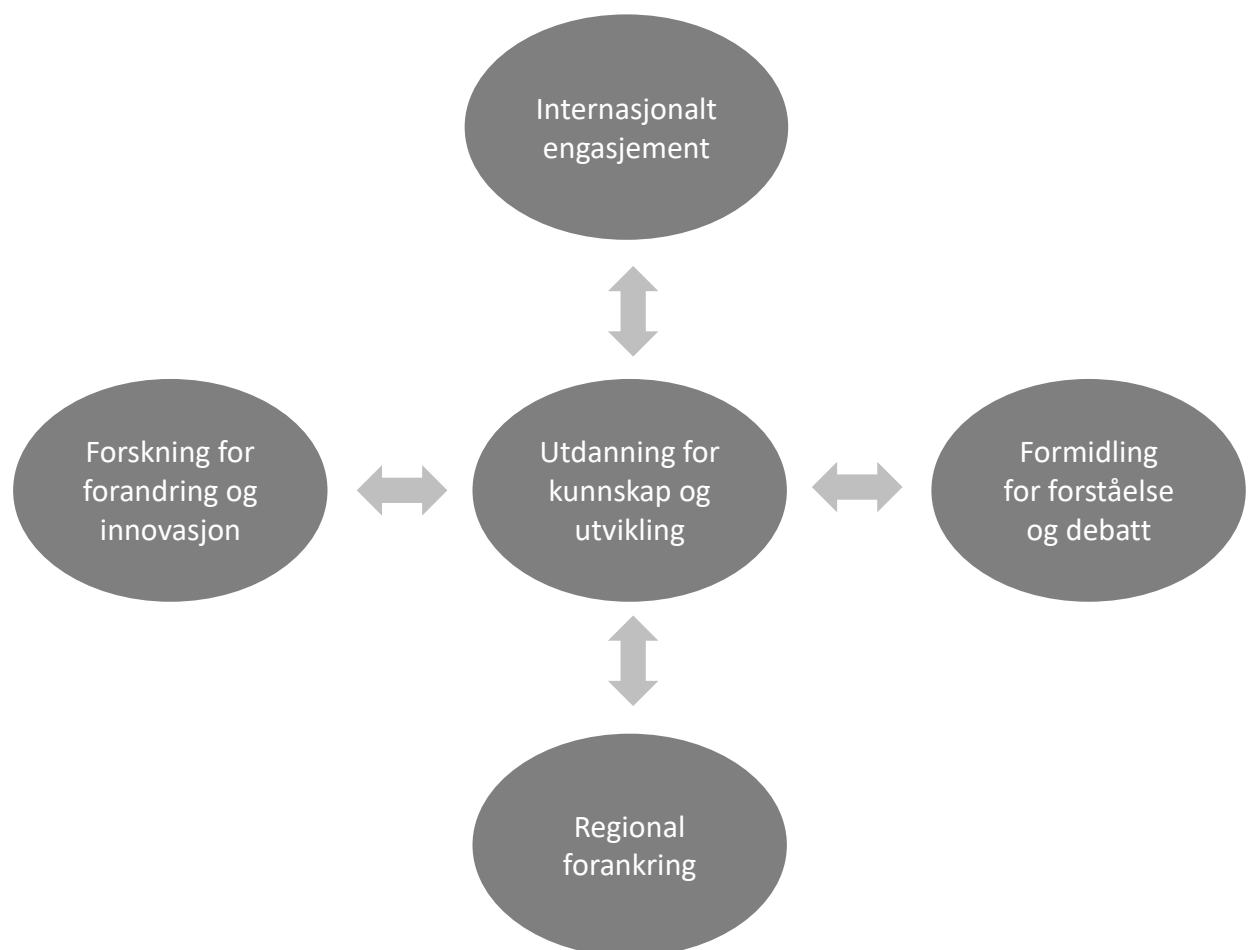 Internasjonalt
engasjement
Forskning for
forandring og
innovasjon
Utdanning for
kunnskap og
utvikling
Formidling
for forståelse
og debatt
Regional
forankring